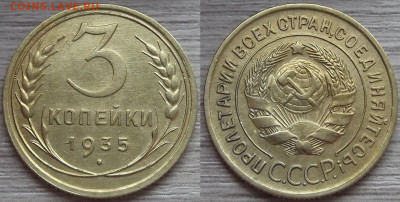 COINS.LAVE.RU
3
КОПЕЙКИ
1935
ПРОЛЕТАРИИ ВСЕХ СТРАН, СОЕДИНЯЙТЕСЬ!
С.С.С.Р.